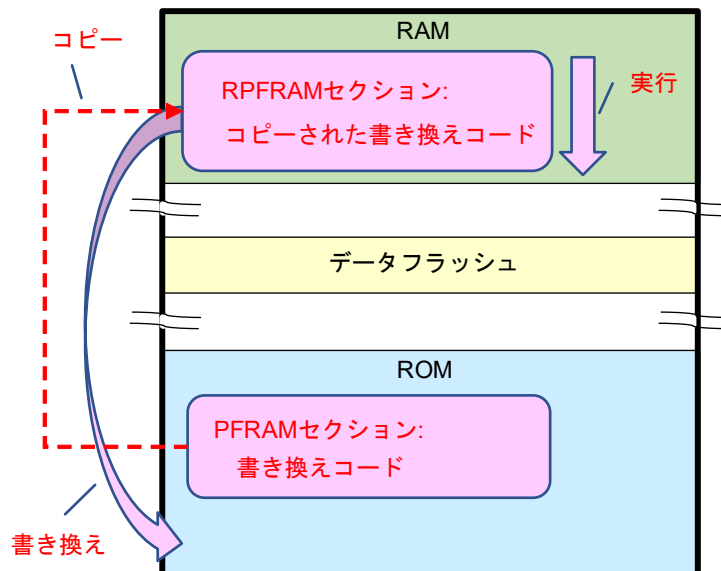 コピー
RAM
RPFRAMセクション:
コピーされた書き換えコード
実行
データフラッシュ
ROM
PFRAMセクション:
書き換えコード
書き換え